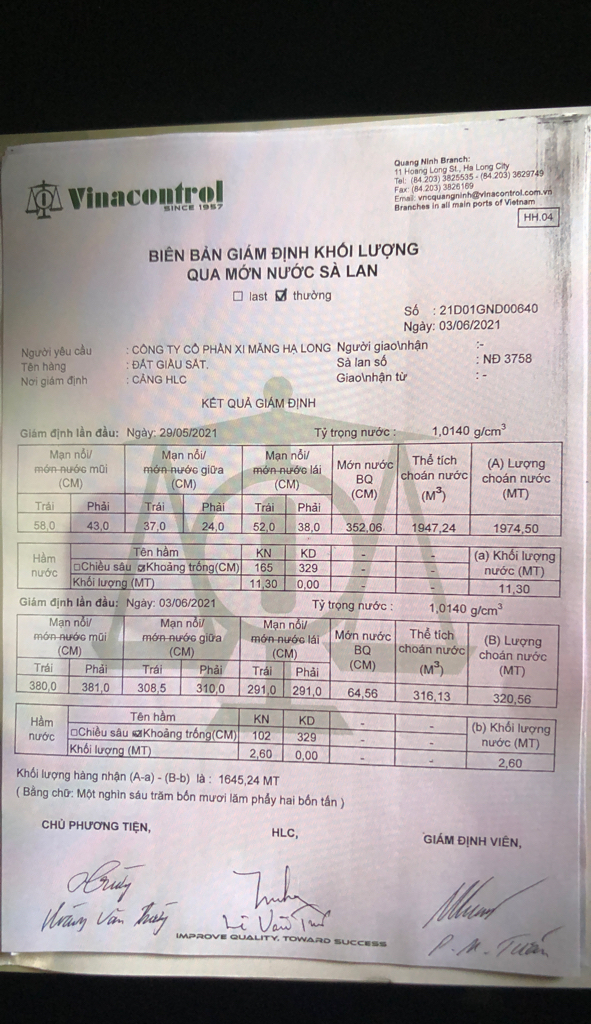 Vinacontrol
SINCE 1957
Quang Ninh Branch:
11 Hoang Long St., Ha Long City
Tel: (84.203) 3825535 - (84.203) 3629749
Fax: (84.203) 3826169
Email: vncquangninh@vinacontrol.com.vn
Branches in all main ports of Vietnam
HH.04
BIÊN BẢN GIÁM ĐỊNH KHỐI LƯỢNG
QUA MỚN NƯỚC SÀ LAN
last thường
Số : 21D01GND00640
Ngày: 03/06/2021
Người yêu cầu : CÔNG TY CỔ PHẦN XI MĂNG HẠ LONG Người giao\nhận :-
Tên hàng : ĐẤT GIÀU SẮT. Sà lan số : NĐ 3758
Nơi giám định : CẢNG HLC Giao\nhận từ : -
KẾT QUẢ GIÁM ĐỊNH
Giám định lần đầu: Ngày: 29/05/2021 Tỷ trọng nước : 1,0140 g/cm³
Mạn nổi/ Mạn nổi/ Mạn nổi/ Mớn nước Thể tích (A) Lượng
mớn nước mũi mớn nước giữa mớn nước lái BQ choán nước choán nước
(CM) (CM) (CM) (CM) (M³) (MT)
Trái Phải Trái Phải Trái Phải
58,0 43,0 37,0 24,0 52,0 38,0 352,06 1947,24 1974,50
Hầm nước Tên hầm KN KD - - (a) Khối lượng
Chiều sâu Khoảng trống(CM) 165 329 - - nước (MT)
Khối lượng (MT) 11,30 0,00 - - 11,30
Giám định lần đầu: Ngày: 03/06/2021 Tỷ trọng nước : 1,0140 g/cm³
Mạn nổi/ Mạn nổi/ Mạn nổi/ Mớn nước Thể tích (B) Lượng
mớn nước mũi mớn nước giữa mớn nước lái BQ choán nước choán nước
(CM) (CM) (CM) (CM) (M³) (MT)
Trái Phải Trái Phải Trái Phải
380,0 381,0 308,5 310,0 291,0 291,0 64,56 316,13 320,56
Hầm nước Tên hầm KN KD - - (b) Khối lượng
Chiều sâu Khoảng trống(CM) 102 329 - - nước (MT)
Khối lượng (MT) 2,60 0,00 - - 2,60
Khối lượng hàng nhận (A-a) - (B-b) là : 1645,24 MT
( Bằng chữ: Một nghìn sáu trăm bốn mươi lăm phẩy hai bốn tấn )
CHỦ PHƯƠNG TIỆN, HLC, GIÁM ĐỊNH VIÊN,
Hoàng Văn Lê Văn P. M. Tuấn
IMPROVE QUALITY, TOWARD SUCCESS